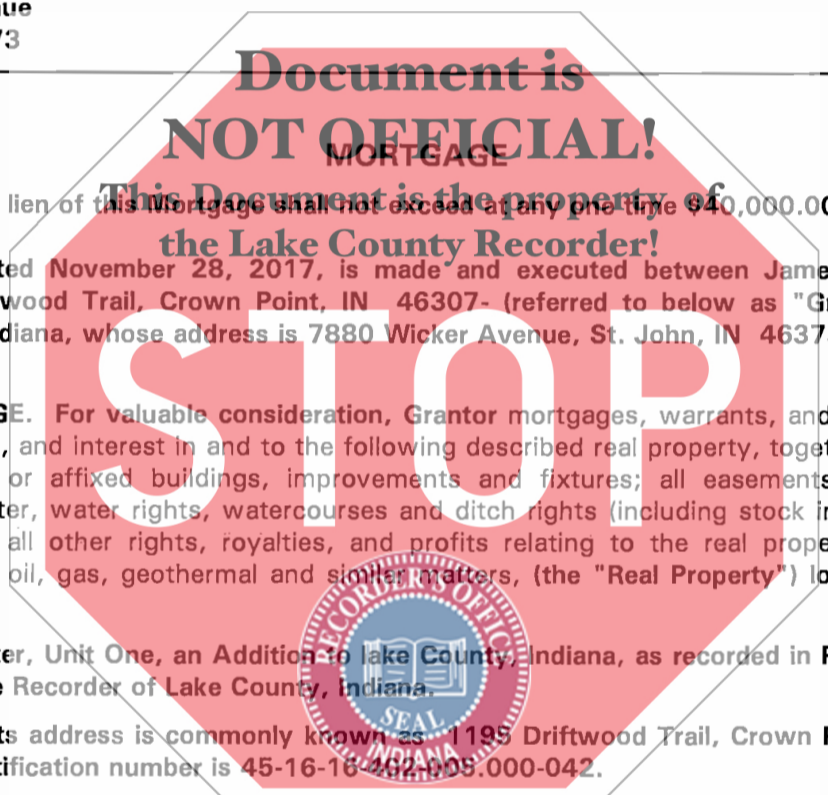 nue
73
Document is
NOT OFFICIAL!
MORTGAGE
This Document is the property of
lien of this Mortgage shall not exceed at any one time $40,000.00
the Lake County Recorder!
ted November 28, 2017, is made and executed between Jame
wood Trail, Crown Point, IN 46307- (referred to below as "G
diana, whose address is 7880 Wicker Avenue, St. John, IN 4637
STOP
GE. For valuable consideration, Grantor mortgages, warrants, and
, and interest in and to the following described real property, toget
or affixed buildings, improvements and fixtures; all easements
ter, water rights, watercourses and ditch rights (including stock in
all other rights, royalties, and profits relating to the real prope
oil, gas, geothermal and similar matters, (the "Real Property") lo
RECORDER'S OFFICE
er, Unit One, an Addition to lake County, Indiana, as recorded in P
e Recorder of Lake County, Indiana.
SEAL
INDIANA
ts address is commonly known as 1195 Driftwood Trail, Crown P
tification number is 45-16-16-402-005.000-042.